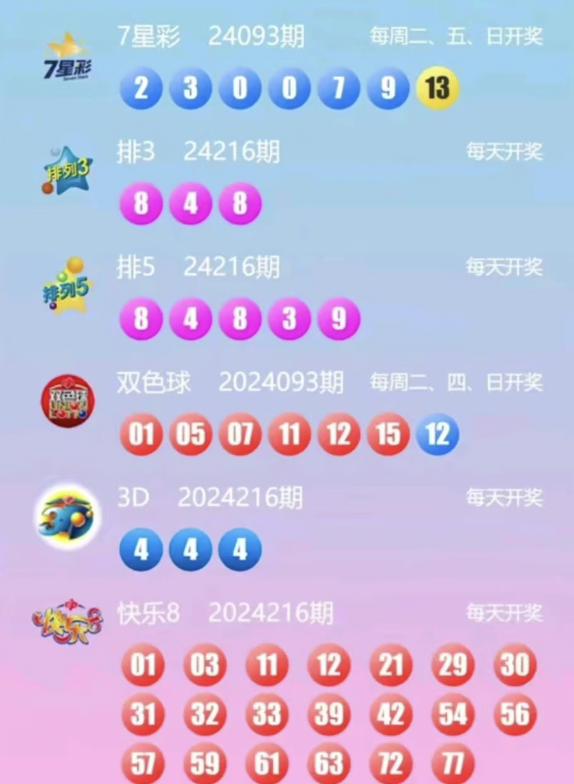 7星彩 24093期 每周二、五、日开奖
7星彩
2 3 0 0 7 9 13
排3 24216期 每天开奖
排列3
8 4 8
排5 24216期 每天开奖
排列5
8 4 8 3 9
双色球 2024093期 每周二、四、日开奖
双色球
01 05 07 11 12 15 12
3D 2024216期 每天开奖
3D
4 4 4
快乐8 2024216期 每天开奖
快乐8
01 03 11 12 21 29 30
31 32 33 39 42 54 56
57 59 61 63 72 77